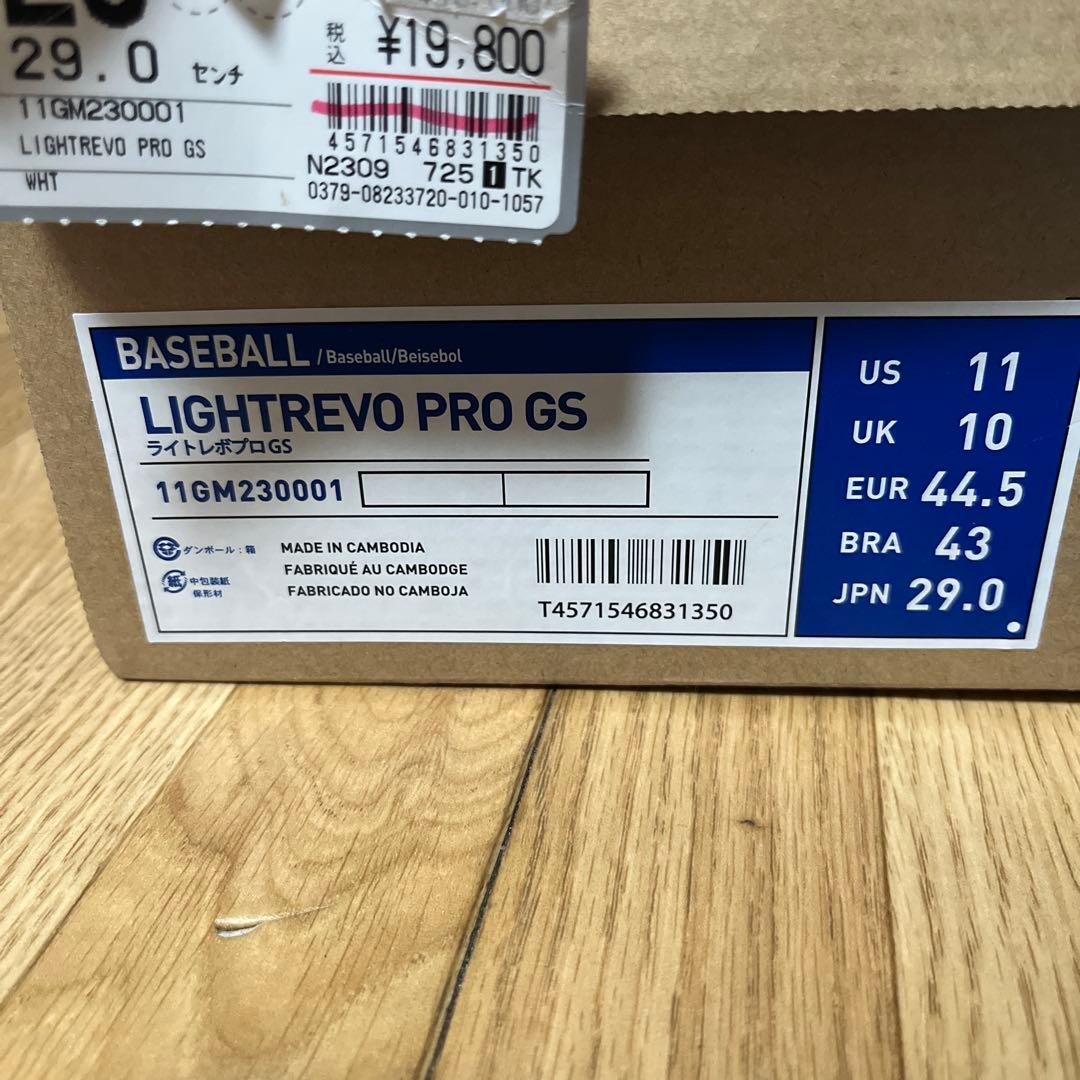 29.0 センチ
税込 ¥19,800
11GM230001
LIGHTREVO PRO GS
WHT
4571546831350
N2309 725 1 TK
0379-08233720-010-1057
BASEBALL /Baseball/Beisebol
LIGHTREVO PRO GS
ライトレボプロGS
11GM230001
ダンボール:箱
紙 中包装紙
保形材
MADE IN CAMBODIA
FABRIQUÉ AU CAMBODGE
FABRICADO NO CAMBOJA
T4571546831350
US 11
UK 10
EUR 44.5
BRA 43
JPN 29.0